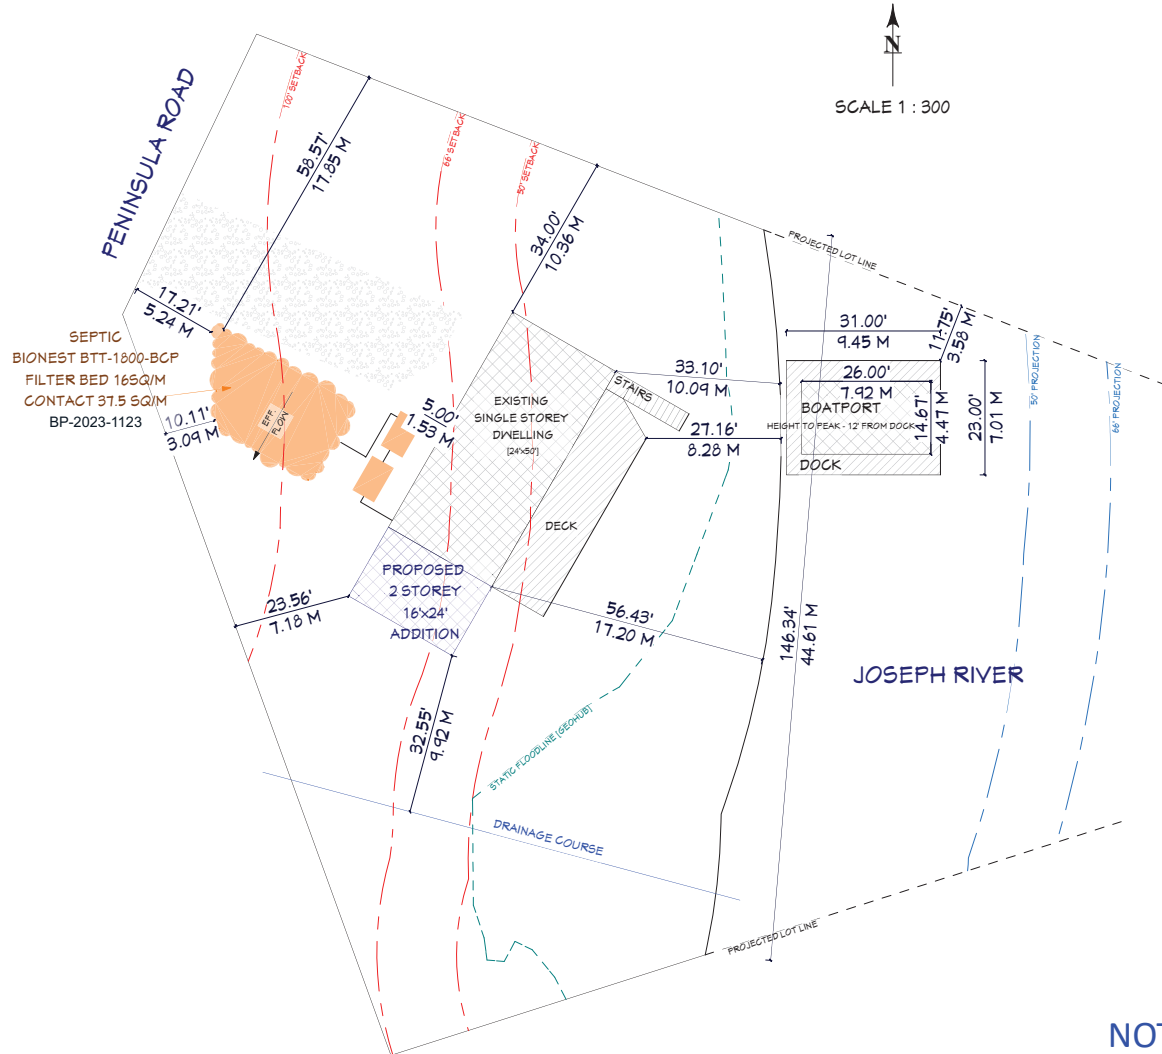 N
SCALE 1 : 300
PENINSULA ROAD
100' SETBACK
66' SETBACK
50' SETBACK
58.57'
17.85 M
34.00'
10.36 M
PROJECTED LOT LINE
17.21'
5.24 M
SEPTIC
BIONEST BTT-1800-BCP
FILTER BED 16SQ/M
CONTACT 37.5 SQ/M
BP-2023-1123
10.11'
3.09 M
EFF.
FLOW
5.00'
1.53 M
EXISTING
SINGLE STOREY
DWELLING
[24'x50']
STAIRS
33.10'
10.09 M
27.16'
8.28 M
DECK
31.00'
9.45 M
11.75'
3.58 M
26.00'
7.92 M
BOATPORT
HEIGHT TO PEAK - 12' FROM DOCK
14.67'
4.47 M
DOCK
23.00'
7.01 M
50' PROJECTION
66' PROJECTION
PROPOSED
2 STOREY
16'x24'
ADDITION
23.56'
7.18 M
56.43'
17.20 M
146.34'
44.61 M
JOSEPH RIVER
32.55'
9.92 M
STATIC FLOODLINE [GEOHUB]
DRAINAGE COURSE
PROJECTED LOT LINE
NOT